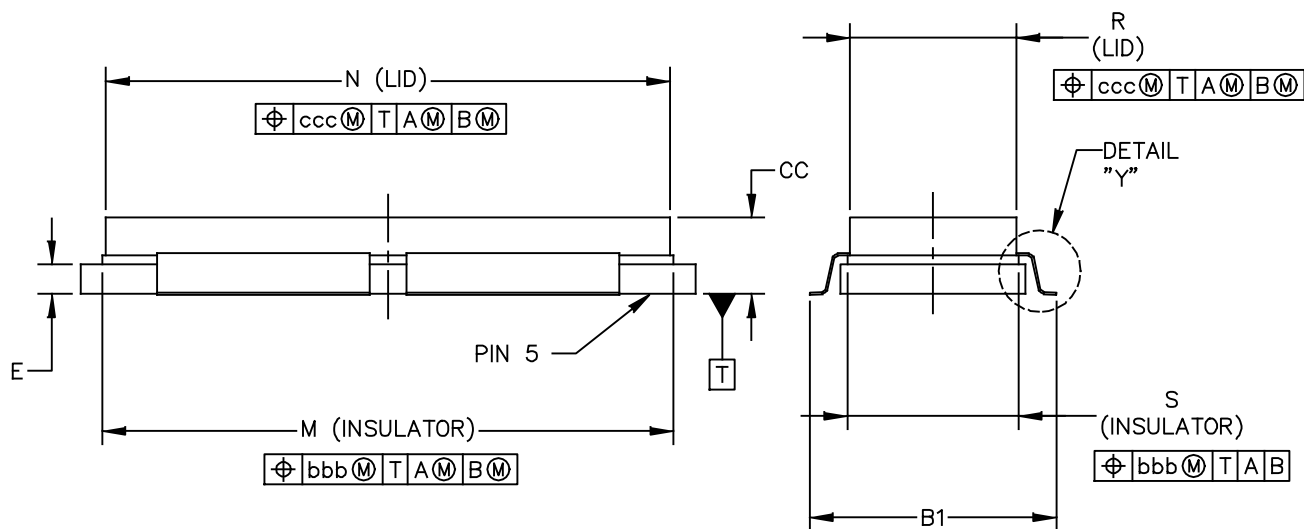 N (LID)
⌖ ccc Ⓜ T A Ⓜ B Ⓜ
R
(LID)
⌖ ccc Ⓜ T A Ⓜ B Ⓜ
CC
DETAIL
"Y"
E
PIN 5
T
M (INSULATOR)
⌖ bbb Ⓜ T A Ⓜ B Ⓜ
S
(INSULATOR)
⌖ bbb Ⓜ T A B
B1